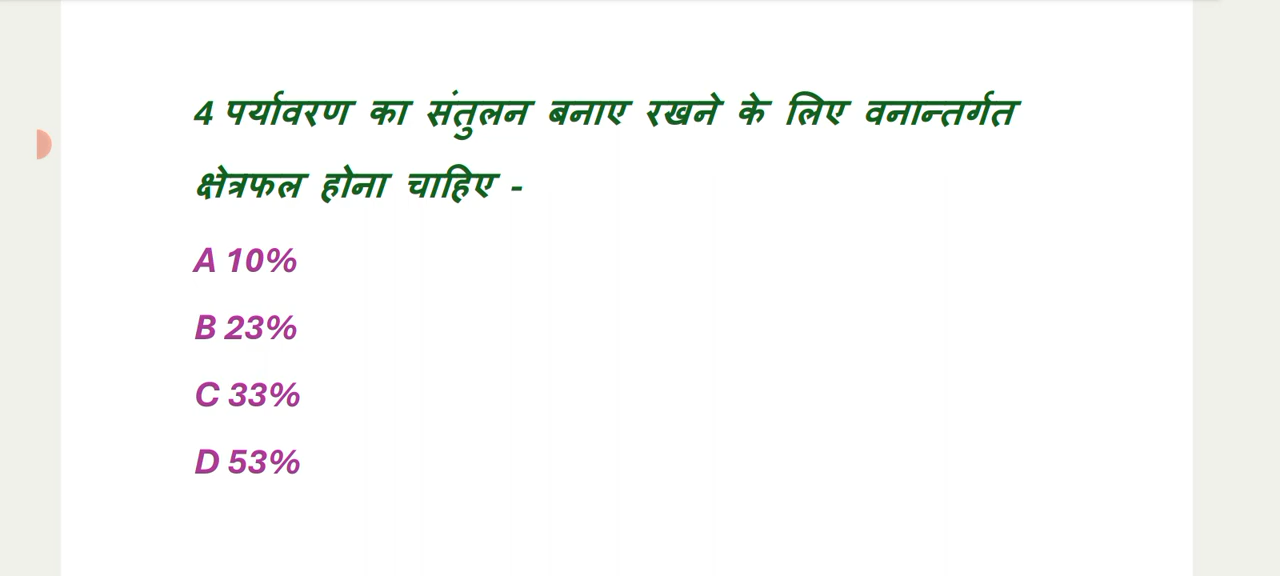 4 पर्यावरण का संतुलन बनाए रखने के लिए वनान्तर्गत
क्षेत्रफल होना चाहिए -
A 10%
B 23%
C 33%
D 53%